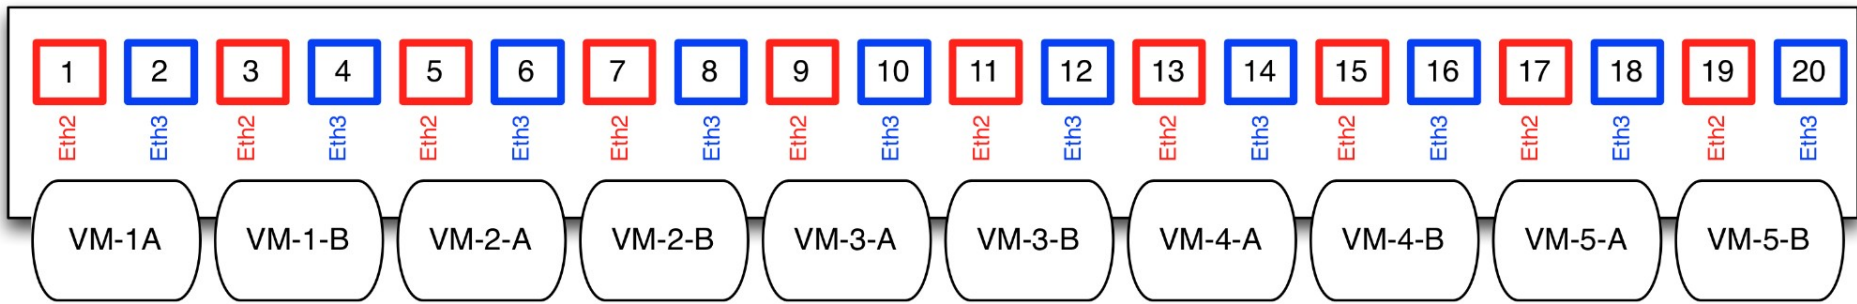 1 2 3 4 5 6 7 8 9 10 11 12 13 14 15 16 17 18 19 20
Eth2 Eth3 Eth2 Eth3 Eth2 Eth3 Eth2 Eth3 Eth2 Eth3 Eth2 Eth3 Eth2 Eth3 Eth2 Eth3 Eth2 Eth3 Eth2 Eth3
VM-1A VM-1-B VM-2-A VM-2-B VM-3-A VM-3-B VM-4-A VM-4-B VM-5-A VM-5-B